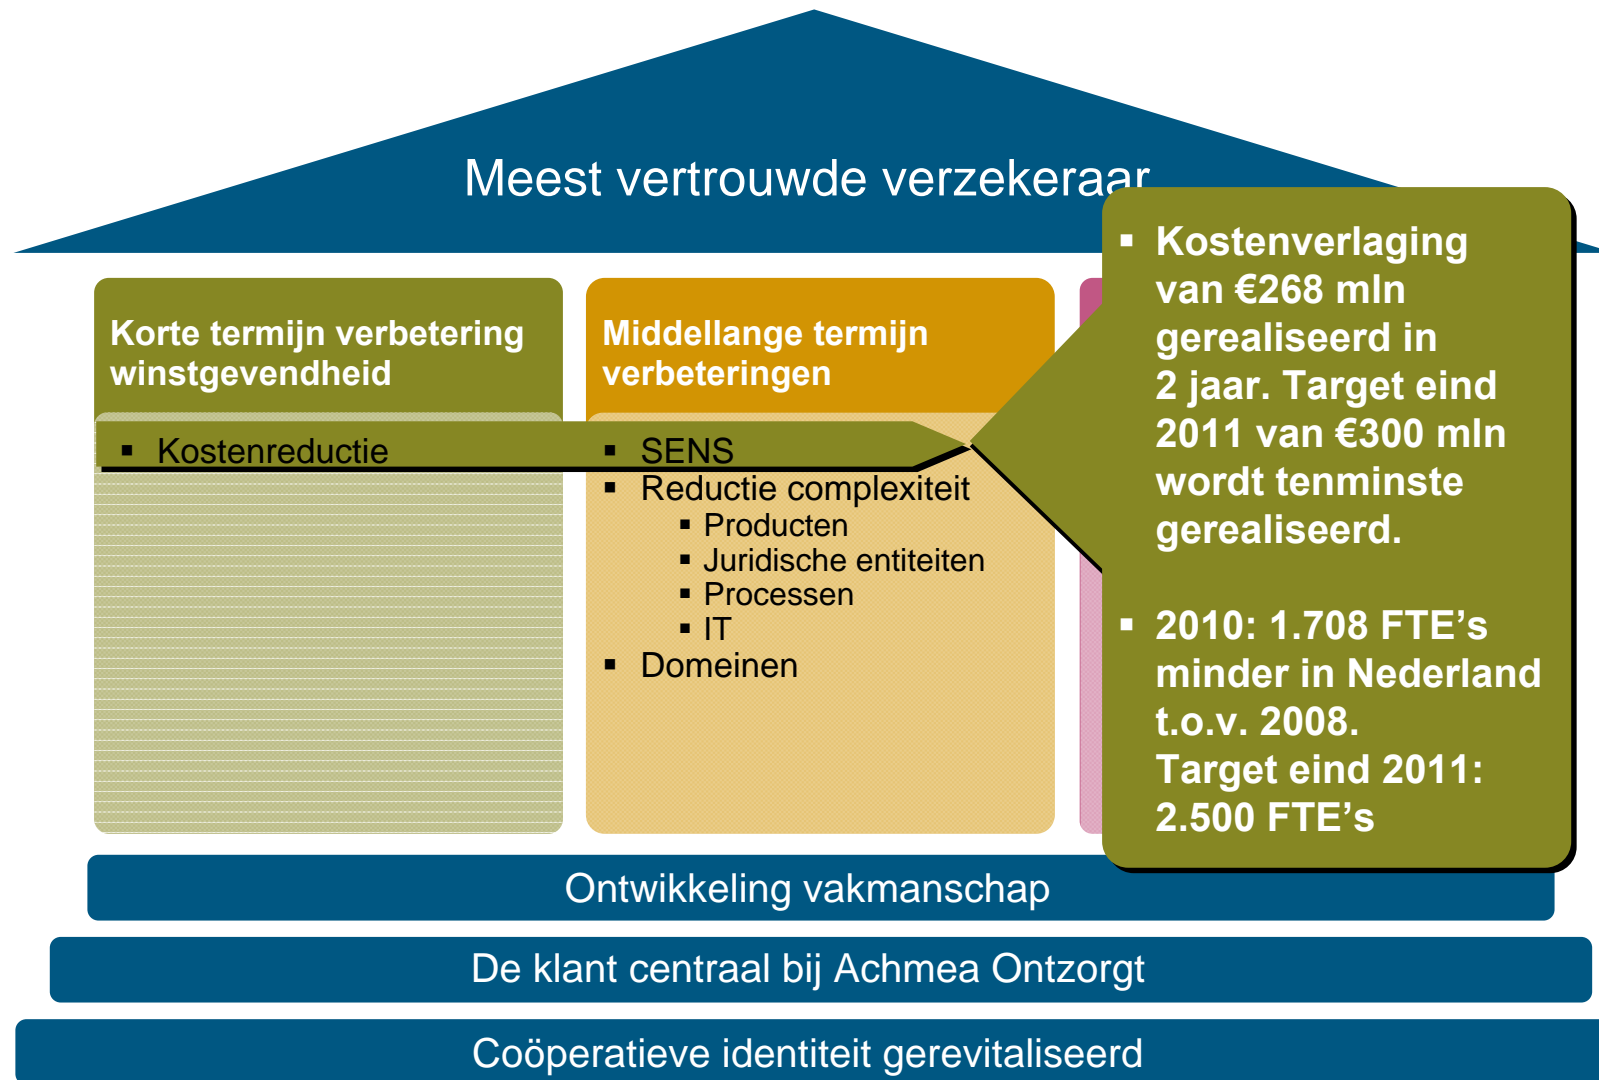 Meest vertrouwde verzekeraar
Korte termijn verbetering
winstgevendheid
▪ Kostenreductie
Middellange termijn
verbeteringen
▪ SENS
▪ Reductie complexiteit
▪ Producten
▪ Juridische entiteiten
▪ Processen
▪ IT
▪ Domeinen
▪ Kostenverlaging
van €268 mln
gerealiseerd in
2 jaar. Target eind
2011 van €300 mln
wordt tenminste
gerealiseerd.
▪ 2010: 1.708 FTE’s
minder in Nederland
t.o.v. 2008.
Target eind 2011:
2.500 FTE’s
Ontwikkeling vakmanschap
De klant centraal bij Achmea Ontzorgt
Coöperatieve identiteit gerevitaliseerd